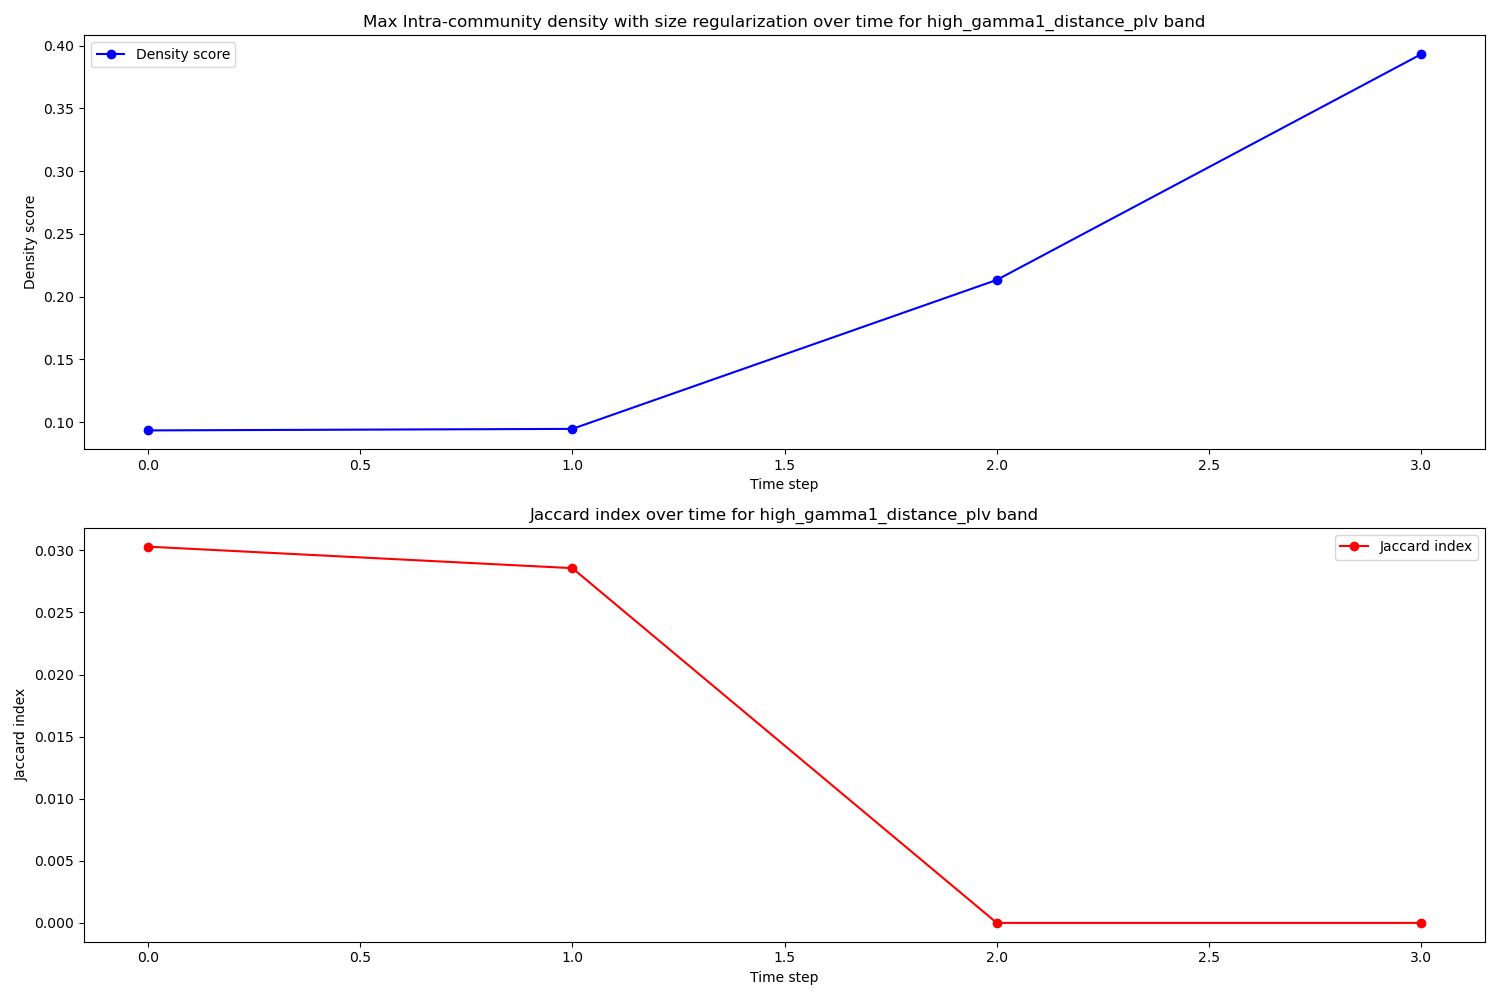 Max Intra-community density with size regularization over time for high_gamma1_distance_plv band
Density score
0.40
0.35
0.30
0.25
0.20
0.15
0.10
Density score
0.0 0.5 1.0 1.5 2.0 2.5 3.0
Time step
Jaccard index over time for high_gamma1_distance_plv band
Jaccard index
0.030
0.025
0.020
0.015
0.010
0.005
0.000
Jaccard index
0.0 0.5 1.0 1.5 2.0 2.5 3.0
Time step